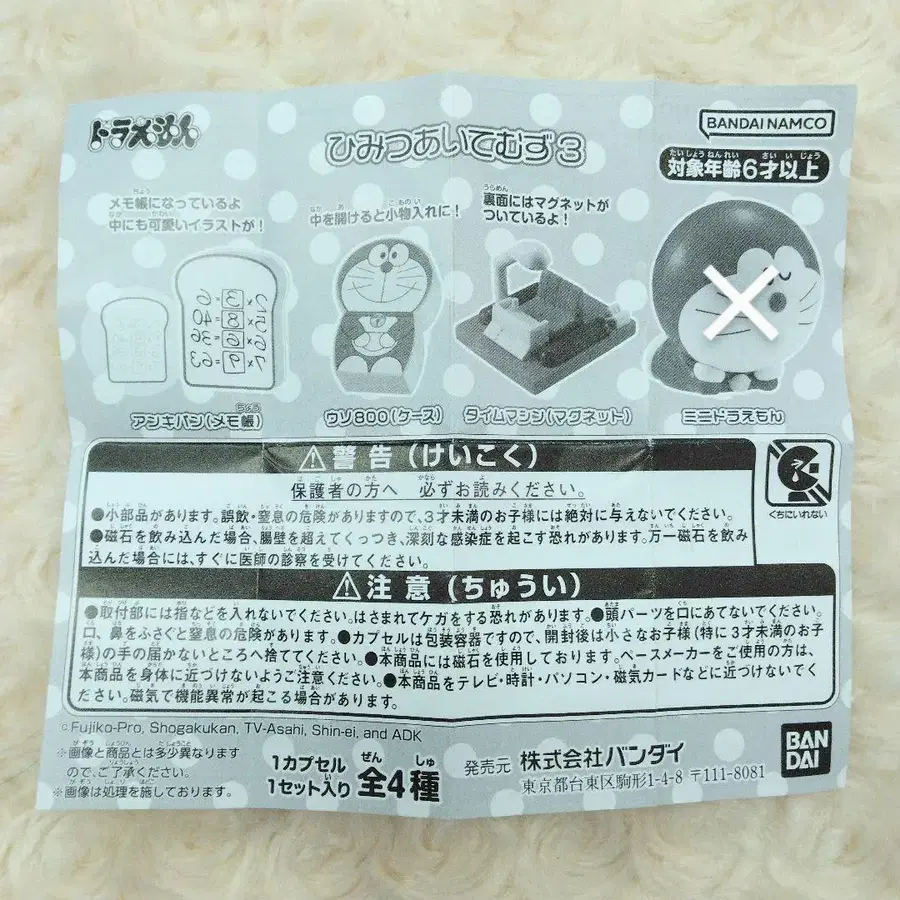 ドラえもん
ひみつあいてむず3
BANDAI NAMCO
対象年齢6才以上
メモ帳になっているよ
中にも可愛いイラストが!
中を開けると小物入れに!
裏面にはマグネットが
ついているよ!
アンキパン(メモ帳)
ウソ800(ケース)
タイムマシン(マグネット)
ミニドラえもん
⚠警告(けいこく)
保護者の方へ 必ずお読みください。
●小部品があります。誤飲・窒息の危険がありますので、3才未満のお子様には絶対に与えないでください。
●磁石を飲み込んだ場合、腸壁を超えてくっつき、深刻な感染症を起こす恐れがあります。万一磁石を飲み
込んだ場合には、すぐに医師の診察を受けてください。
くちにいれない
⚠注意(ちゅうい)
●取付部には指などを入れないでください。はさまれてケガをする恐れがあります。●頭パーツを口にあてないでください。
口、鼻をふさぐと窒息の危険があります。●カプセルは包装容器ですので、開封後は小さなお子様(特に3才未満のお子
様)の手の届かないところへ捨ててください。●本商品には磁石を使用しております。ペースメーカーをご使用の方は、
本商品を身体に近づけないようご注意ください。●本商品をテレビ・時計・パソコン・磁気カードなどに近づけないでく
ださい。磁気で機能異常が起こる場合があります。
©Fujiko-Pro, Shogakukan, TV-Asahi, Shin-ei, and ADK
※画像と商品とは多少異なります
ので、ご了承ください。
※画像は処理を施しております。
1カプセル
1セット入り
全4種
発売元 株式会社バンダイ
東京都台東区駒形1-4-8 〒111-8081
BAN
DAI